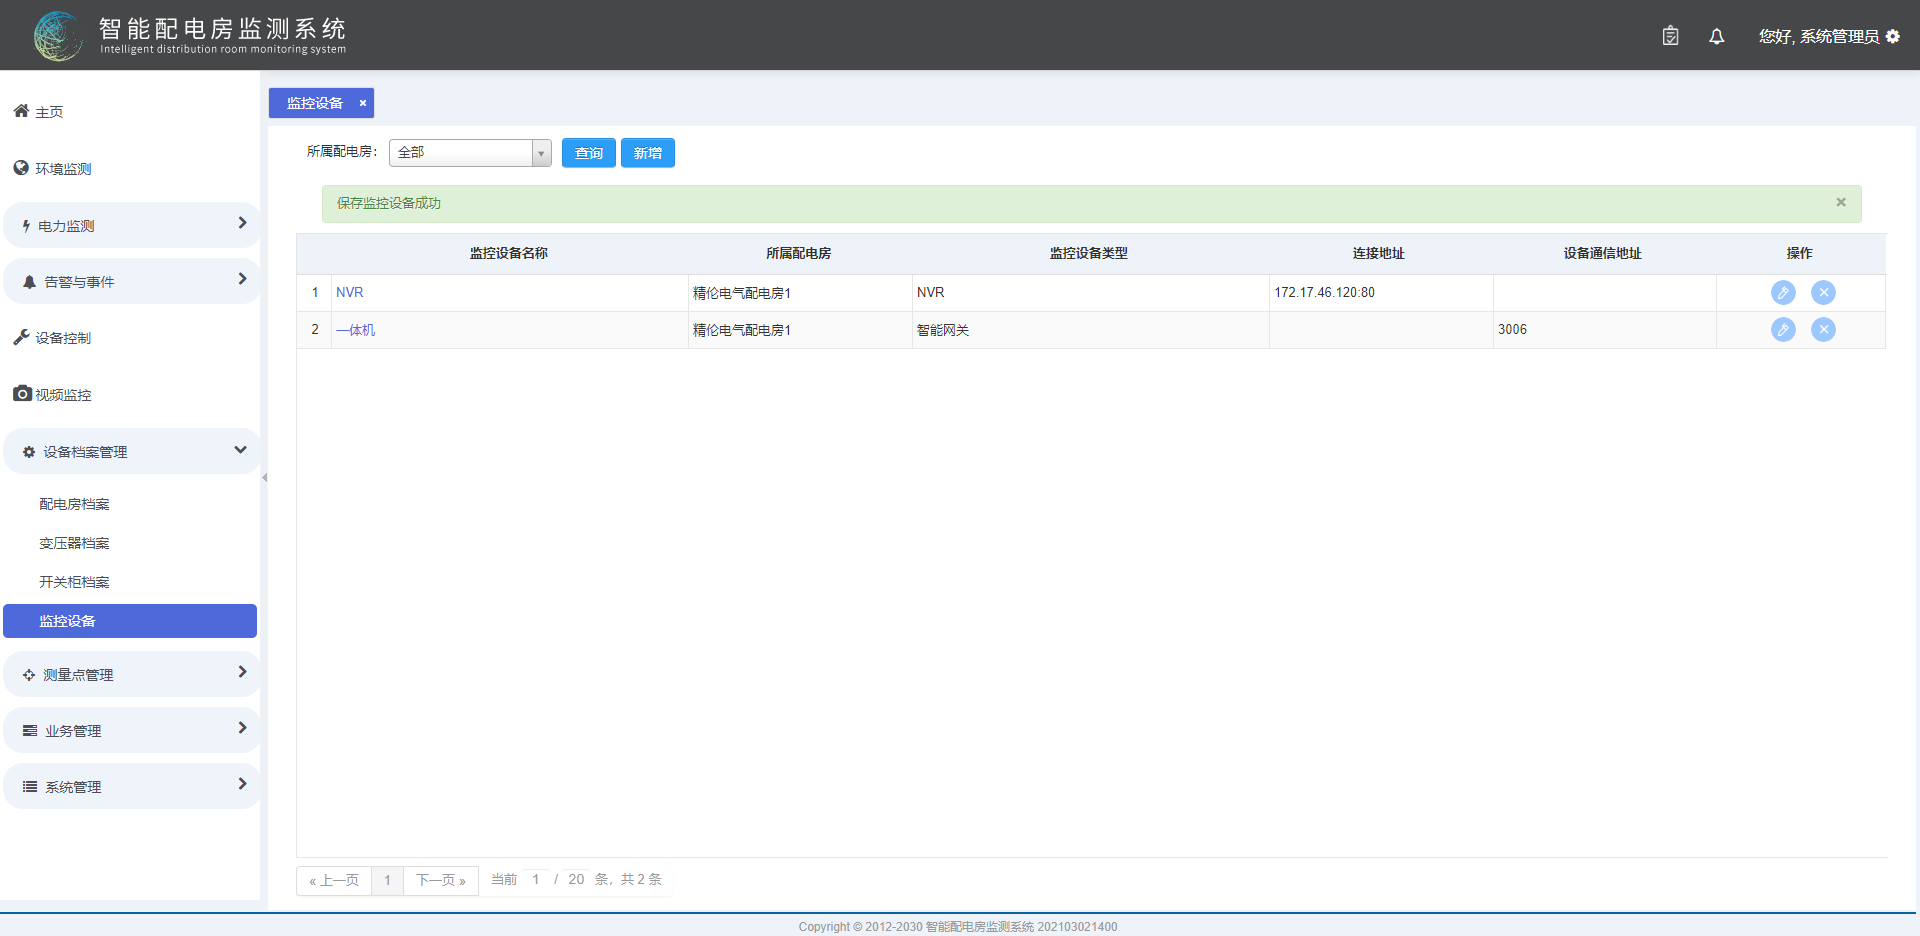 智能配电房监测系统
Intelligent distribution room monitoring system
您好, 系统管理员
主页
环境监测
电力监测
告警与事件
设备控制
视频监控
设备档案管理
配电房档案
变压器档案
开关柜档案
监控设备
测量点管理
业务管理
系统管理
监控设备 ×
所属配电房： 全部 查询 新增
保存监控设备成功 ×
监控设备名称 所属配电房 监控设备类型 连接地址 设备通信地址 操作
1 NVR 精伦电气配电房1 NVR 172.17.46.120:80
2 一体机 精伦电气配电房1 智能网关 3006
« 上一页 1 下一页 » 当前 1 / 20 条，共 2 条
Copyright © 2012-2030 智能配电房监测系统 202103021400